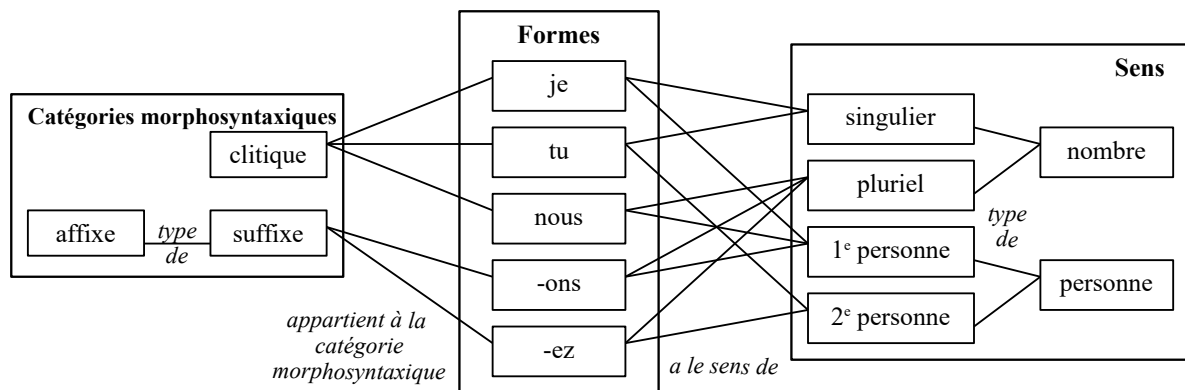 Catégories morphosyntaxiques
clitique
affixe
type
de
suffixe
appartient à la
catégorie
morphosyntaxique
Formes
je
tu
nous
-ons
-ez
a le sens de
Sens
singulier
pluriel
1e personne
2e personne
type
de
nombre
personne